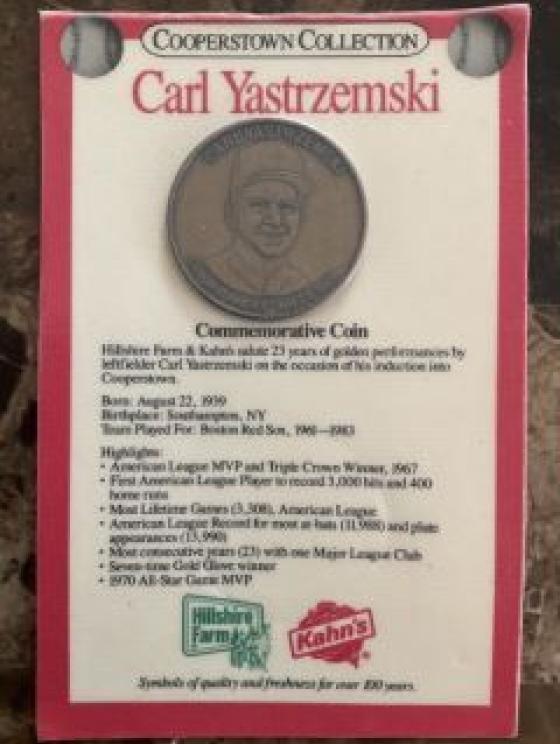 COOPERSTOWN COLLECTION
Carl Yastrzemski
Commemorative Coin
Hillshire Farm & Kahn's salute 23 years of golden performances by
leftfielder Carl Yastrzemski on the occasion of his induction into
Cooperstown.
Born: August 22, 1939
Birthplace: Southampton, NY
Team Played For: Boston Red Sox, 1961—1983
Highlights:
• American League MVP and Triple Crown Winner, 1967
• First American League Player to record 3,000 hits and 400
home runs
• Most Lifetime Games (3,308), American League
• American League Record for most at-bats (11,988) and plate
appearances (13,990)
• Most consecutive years (23) with one Major League Club
• Seven-time Gold Glove winner
• 1970 All-Star Game MVP
Hillshire
Farm
Kahn's
Symbols of quality and freshness for over 100 years.